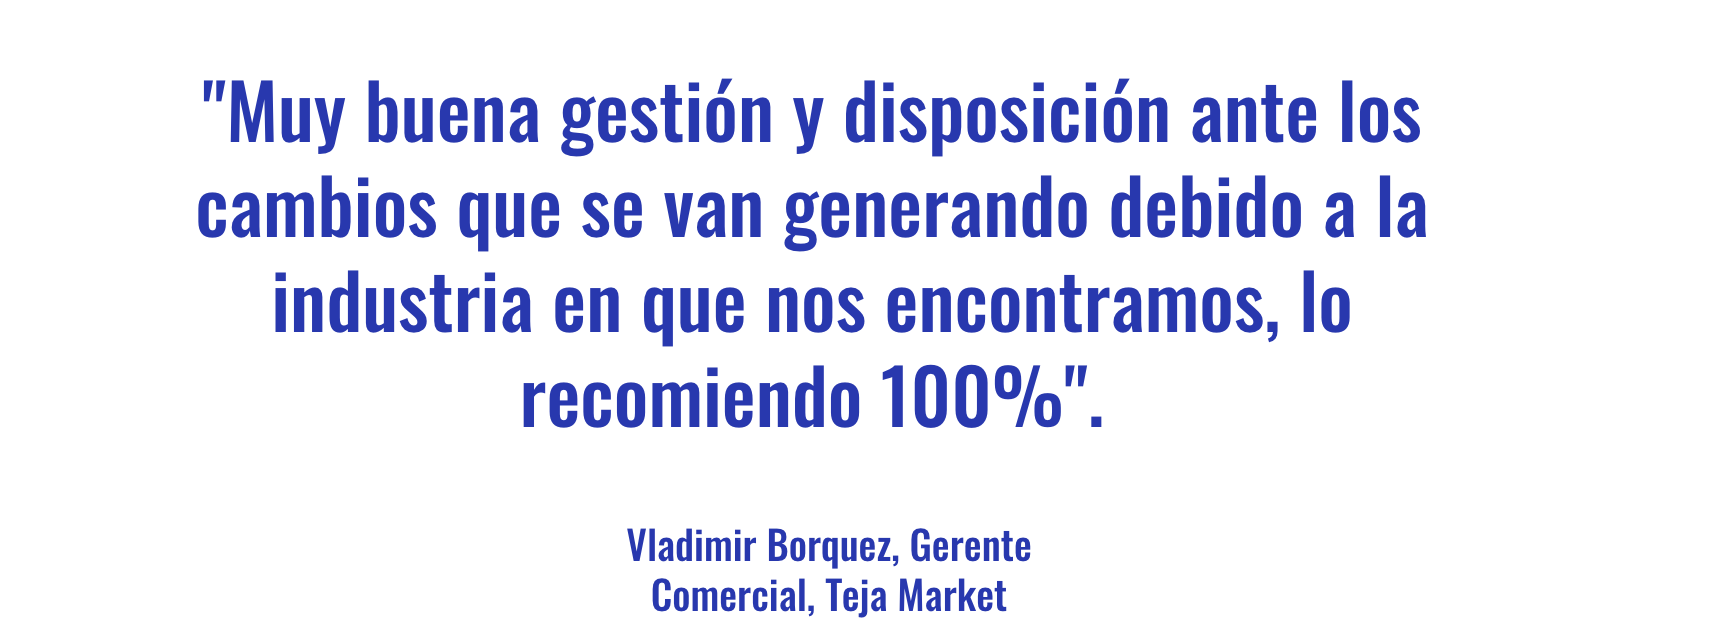 "Muy buena gestión y disposición ante los
cambios que se van generando debido a la
industria en que nos encontramos, lo
recomiendo 100%".
Vladimir Borquez, Gerente
Comercial, Teja Market